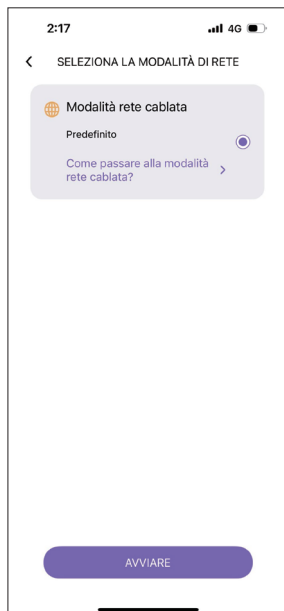 2:17 4G
SELEZIONA LA MODALITÀ DI RETE
Modalità rete cablata
Predefinito
Come passare alla modalità
rete cablata?
AVVIARE